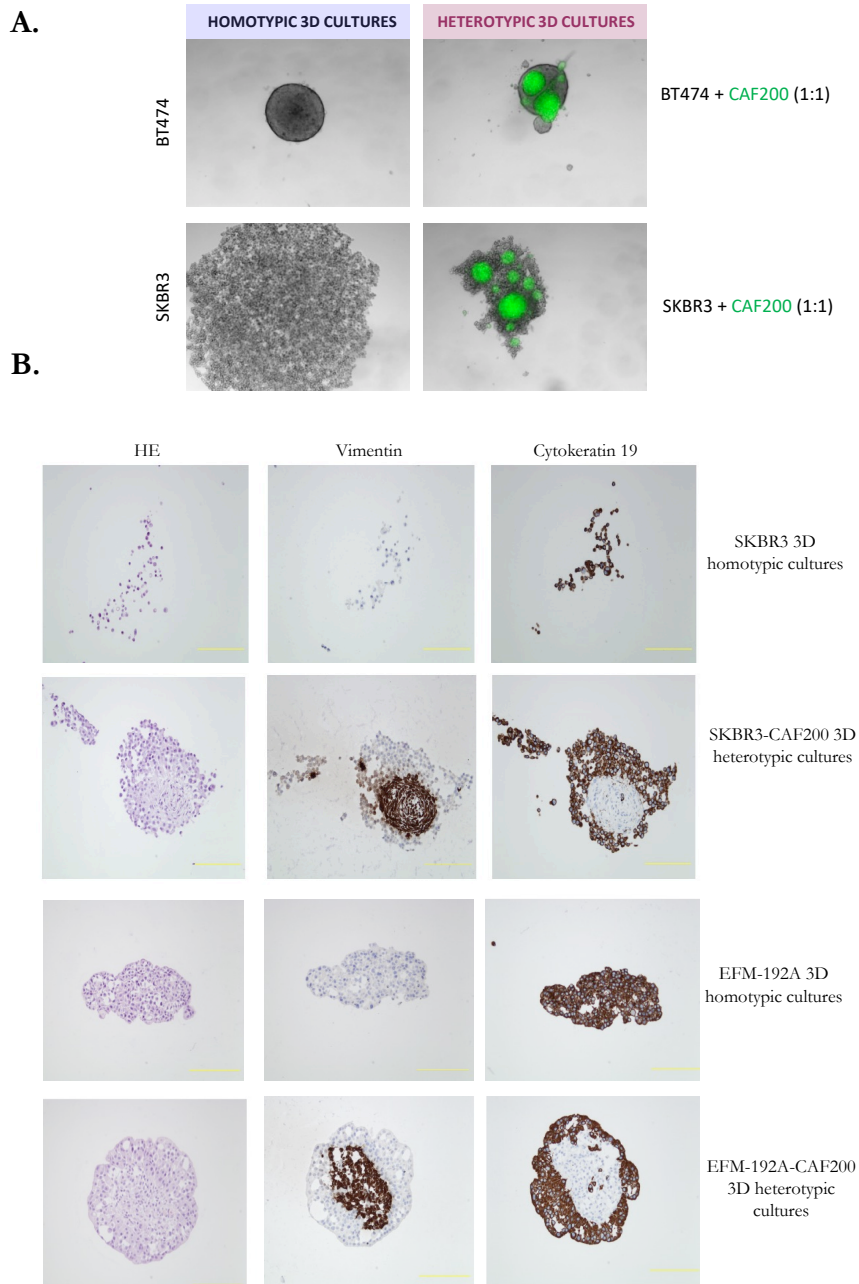 A.
HOMOTYPIC 3D CULTURES
HETEROTYPIC 3D CULTURES
BT474
BT474 + CAF200 (1:1)
SKBR3
SKBR3 + CAF200 (1:1)
B.
HE
Vimentin
Cytokeratin 19
SKBR3 3D
homotypic cultures
SKBR3-CAF200 3D
heterotypic cultures
EFM-192A 3D
homotypic cultures
EFM-192A-CAF200
3D heterotypic
cultures